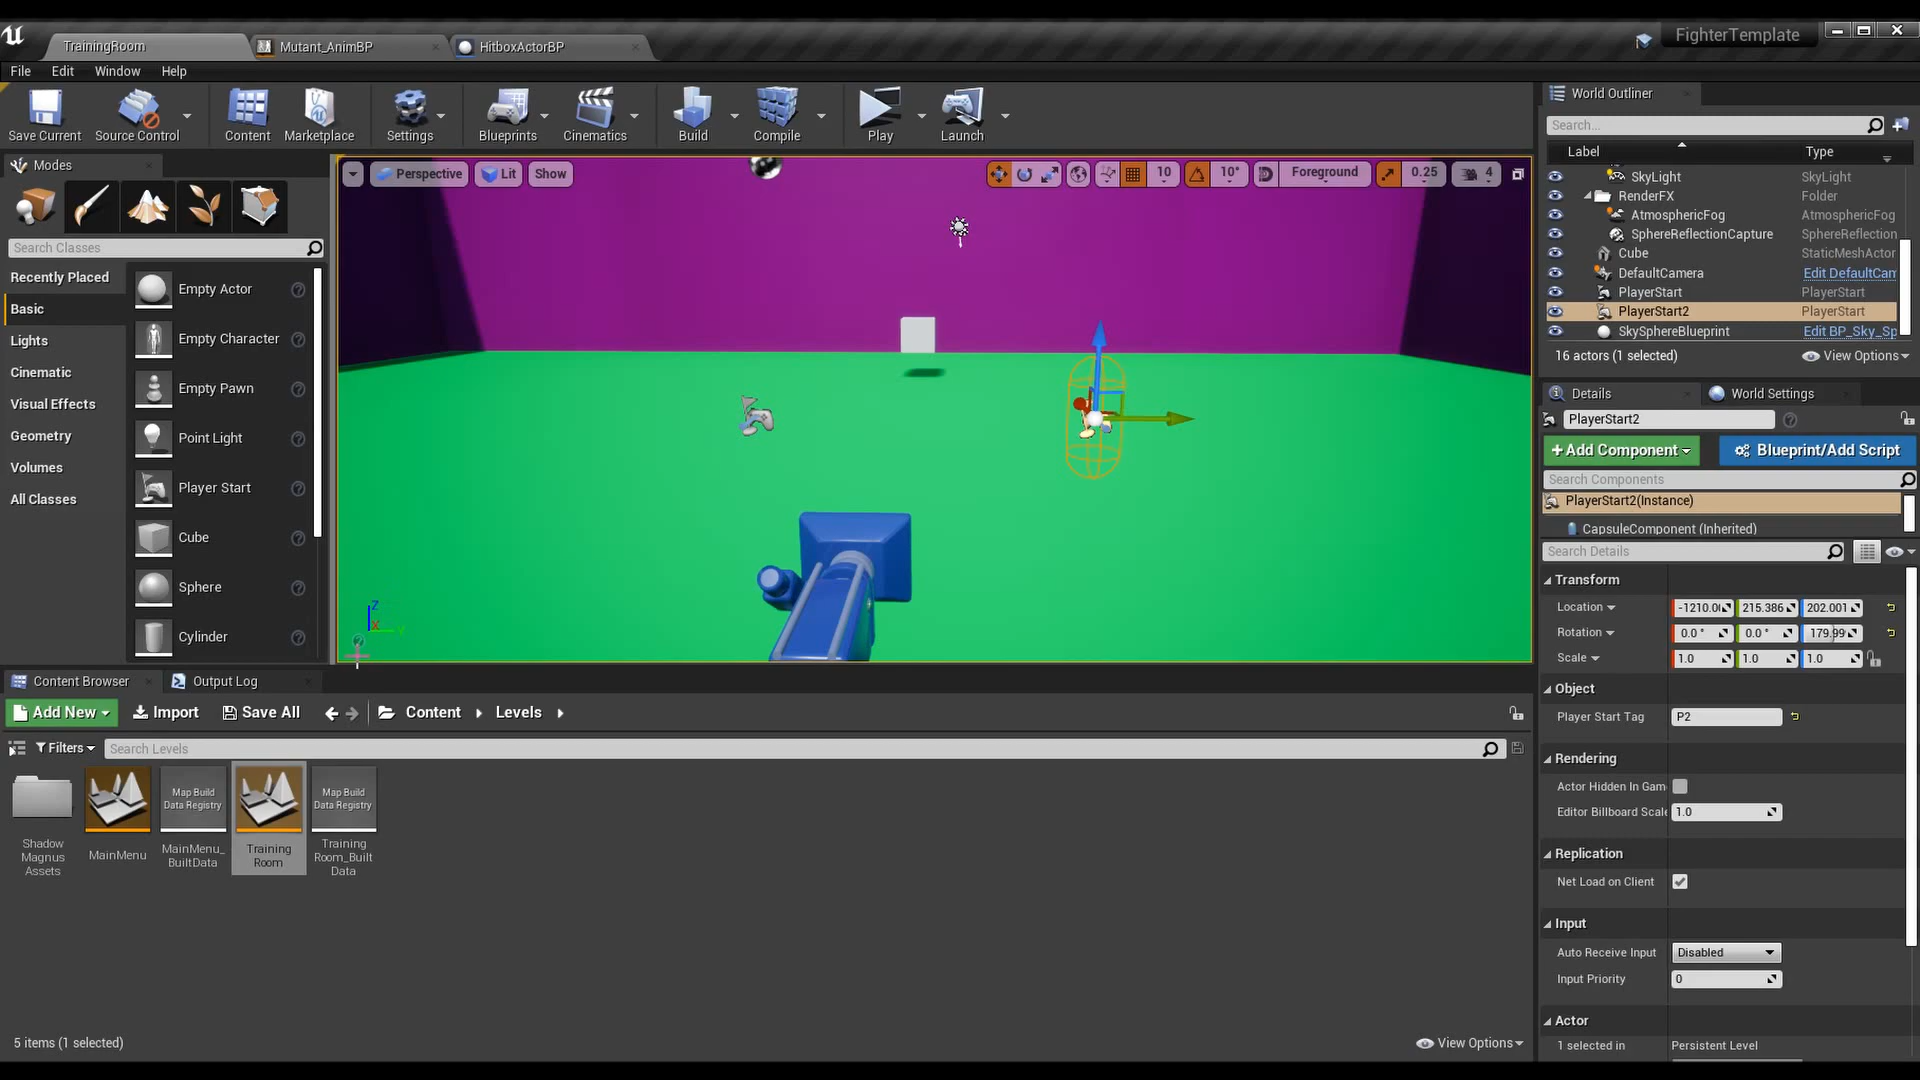 TrainingRoom
Mutant_AnimBP
HitboxActorBP
FighterTemplate
File Edit Window Help
Save Current
Source Control
Content
Marketplace
Settings
Blueprints
Cinematics
Build
Compile
Play
Launch
Modes
Search Classes
Recently Placed
Basic
Lights
Cinematic
Visual Effects
Geometry
Volumes
All Classes
Empty Actor
Empty Character
Empty Pawn
Point Light
Player Start
Cube
Sphere
Cylinder
Perspective
Lit
Show
10
10°
Foreground
0.25
4
Z
X
Y
World Outliner
Search...
Label Type
SkyLight SkyLight
RenderFX Folder
AtmosphericFog AtmosphericFog
SphereReflectionCapture SphereReflection
Cube StaticMeshActor
DefaultCamera Edit DefaultCam
PlayerStart PlayerStart
PlayerStart2 PlayerStart
SkySphereBlueprint Edit BP_Sky_Sp
16 actors (1 selected) View Options
Details
World Settings
PlayerStart2
+Add Component
Blueprint/Add Script
Search Components
PlayerStart2(Instance)
CapsuleComponent (Inherited)
Search Details
Transform
Location -1210.0 215.386 202.001
Rotation 0.0 ° 0.0 ° 179.99
Scale 1.0 1.0 1.0
Object
Player Start Tag P2
Rendering
Actor Hidden In Gam
Editor Billboard Scale 1.0
Replication
Net Load on Client
Input
Auto Receive Input Disabled
Input Priority 0
Actor
1 selected in Persistent Level
Content Browser
Output Log
Add New
Import
Save All
Content
Levels
Filters
Search Levels
Shadow
Magnus
Assets
MainMenu
Map Build
Data Registry
MainMenu_
BuiltData
Training
Room
Map Build
Data Registry
Training
Room_Built
Data
5 items (1 selected)
View Options